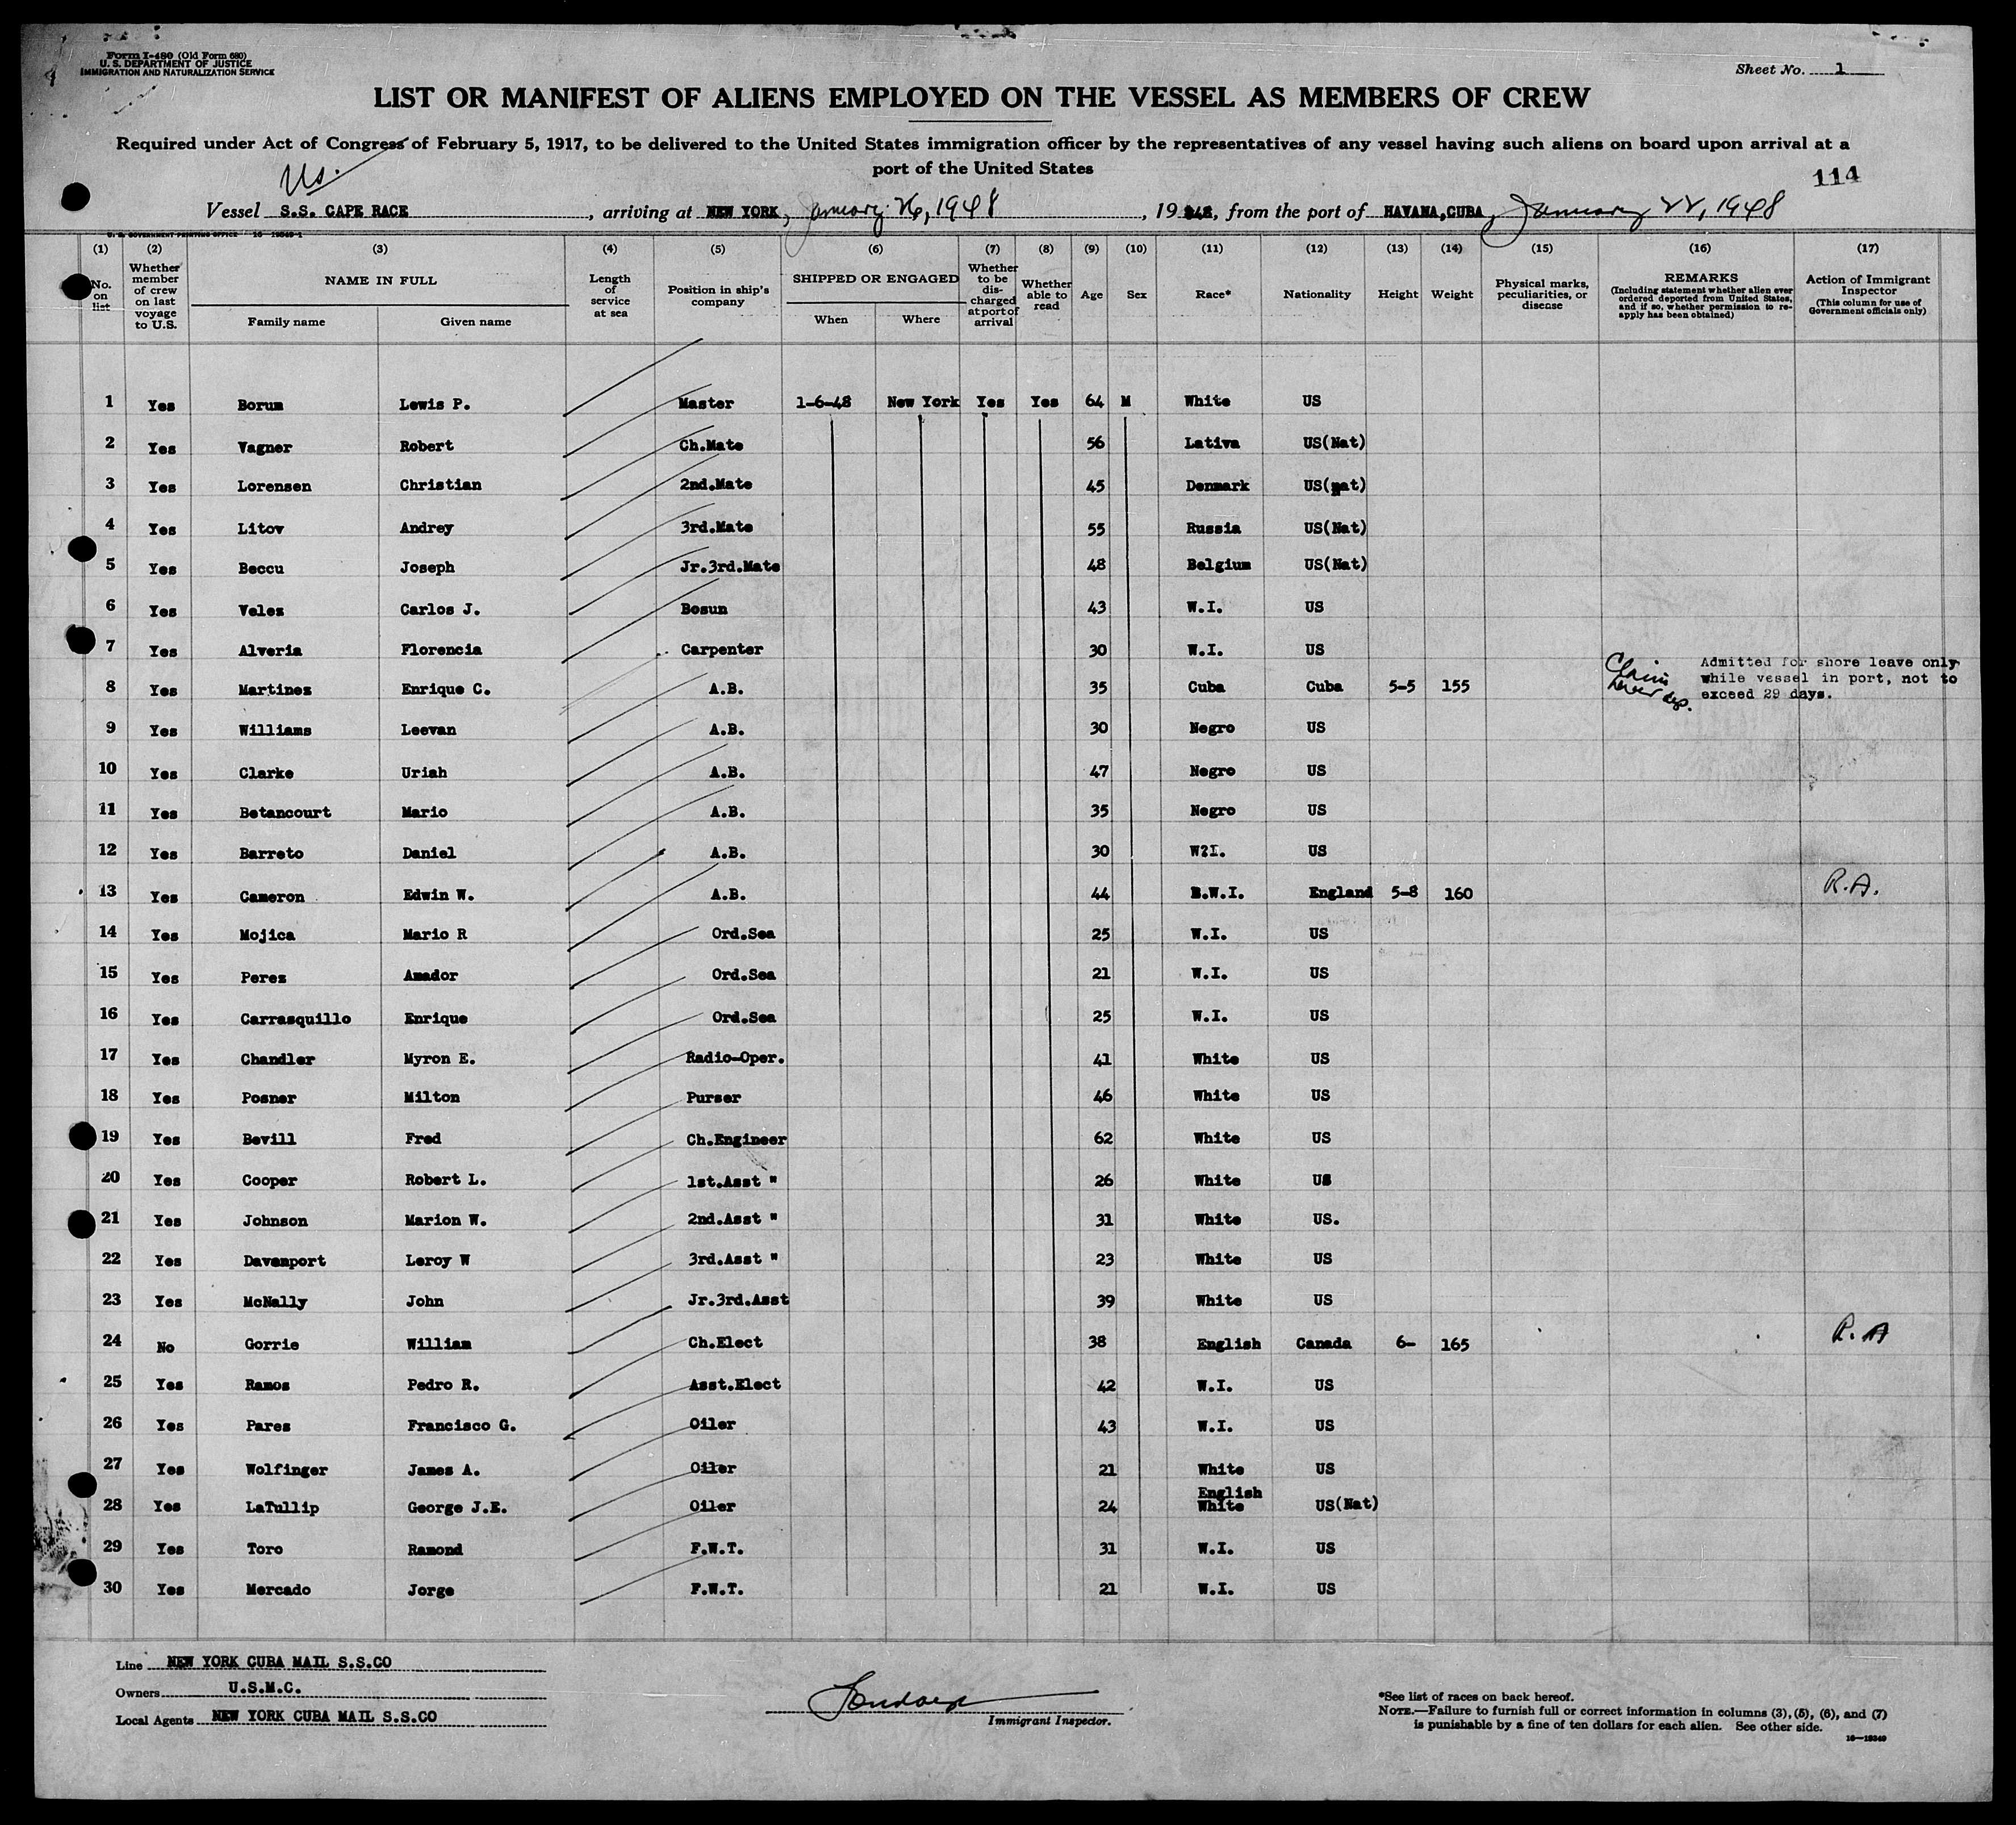 Form I-480 (Old Form 680)
U. S. DEPARTMENT OF JUSTICE
IMMIGRATION AND NATURALIZATION SERVICE
Sheet No. 1
LIST OR MANIFEST OF ALIENS EMPLOYED ON THE VESSEL AS MEMBERS OF CREW
Required under Act of Congress of February 5, 1917, to be delivered to the United States immigration officer by the representatives of any vessel having such aliens on board upon arrival at a
port of the United States
US.
114
Vessel S.S. CAPE RACE, arriving at NEW YORK, January 26, 1948, 19 , from the port of HAVANA, CUBA, January 22, 1948
U. S. GOVERNMENT PRINTING OFFICE 16—19349-1
(1) (2) (3) (4) (5) (6) (7) (8) (9) (10) (11) (12) (13) (14) (15) (16) (17)
No. on list
Whether member of crew on last voyage to U.S.
NAME IN FULL
Family name Given name
Length of service at sea
Position in ship's company
SHIPPED OR ENGAGED
When Where
Whether to be discharged at port of arrival
Whether able to read
Age
Sex
Race*
Nationality
Height
Weight
Physical marks, peculiarities, or disease
REMARKS
(Including statement whether alien ever ordered deported from United States, and if so, whether permission to re-apply has been obtained)
Action of Immigrant Inspector
(This column for use of Government officials only)
1 Yes Borum Lewis P. Master 1-6-48 New York Yes Yes 64 M White US
2 Yes Vagner Robert Ch.Mate 56 Lativa US(Nat)
3 Yes Lorensen Christian 2nd.Mate 45 Denmark US(nat)
4 Yes Litov Andrey 3rd.Mate 55 Russia US(Nat)
5 Yes Beccu Joseph Jr.3rd.Mate 48 Belgium US(Nat)
6 Yes Velez Carlos J. Bosun 43 W.I. US
7 Yes Alveria Florencia Carpenter 30 W.I. US
8 Yes Martinez Enrique C. A.B. 35 Cuba Cuba 5-5 155 Claims never dep. Admitted for shore leave only
while vessel in port, not to
exceed 29 days.
9 Yes Williams Leevan A.B. 30 Negro US
10 Yes Clarke Uriah A.B. 47 Negro US
11 Yes Betancourt Mario A.B. 35 Negro US
12 Yes Barreto Daniel A.B. 30 W?I. US
13 Yes Cameron Edwin W. A.B. 44 B.W.I. England 5-8 160 R.A.
14 Yes Mojica Mario R Ord.Sea 25 W.I. US
15 Yes Perez Amador Ord.Sea 21 W.I. US
16 Yes Carrasquillo Enrique Ord.Sea 25 W.I. US
17 Yes Chandler Myron E. Radio-Oper. 41 White US
18 Yes Posner Milton Purser 46 White US
19 Yes Bevill Fred Ch.Engineer 62 White US
20 Yes Cooper Robert L. 1st.Asst " 26 White US
21 Yes Johnson Marion W. 2nd.Asst " 31 White US.
22 Yes Davenport Leroy W 3rd.Asst " 23 White US
23 Yes McNally John Jr.3rd.Asst 39 White US
24 No Gorrie William Ch.Elect 38 English Canada 6- 165 R.A
25 Yes Ramos Pedro R. Asst.Elect 42 W.I. US
26 Yes Pares Francisco G. Oiler 43 W.I. US
27 Yes Wolfinger James A. Oiler 21 White US
28 Yes LaTullip George J.E. Oiler 24 English White US(Nat)
29 Yes Toro Ramond F.W.T. 31 W.I. US
30 Yes Mercado Jorge F.W.T. 21 W.I. US
Line NEW YORK CUBA MAIL S.S.CO
Owners U.S.M.C.
Local Agents NEW YORK CUBA MAIL S.S.CO
Immigrant Inspector.
*See list of races on back hereof.
NOTE.—Failure to furnish full or correct information in columns (3), (5), (6), and (7)
is punishable by a fine of ten dollars for each alien. See other side.
16—19349